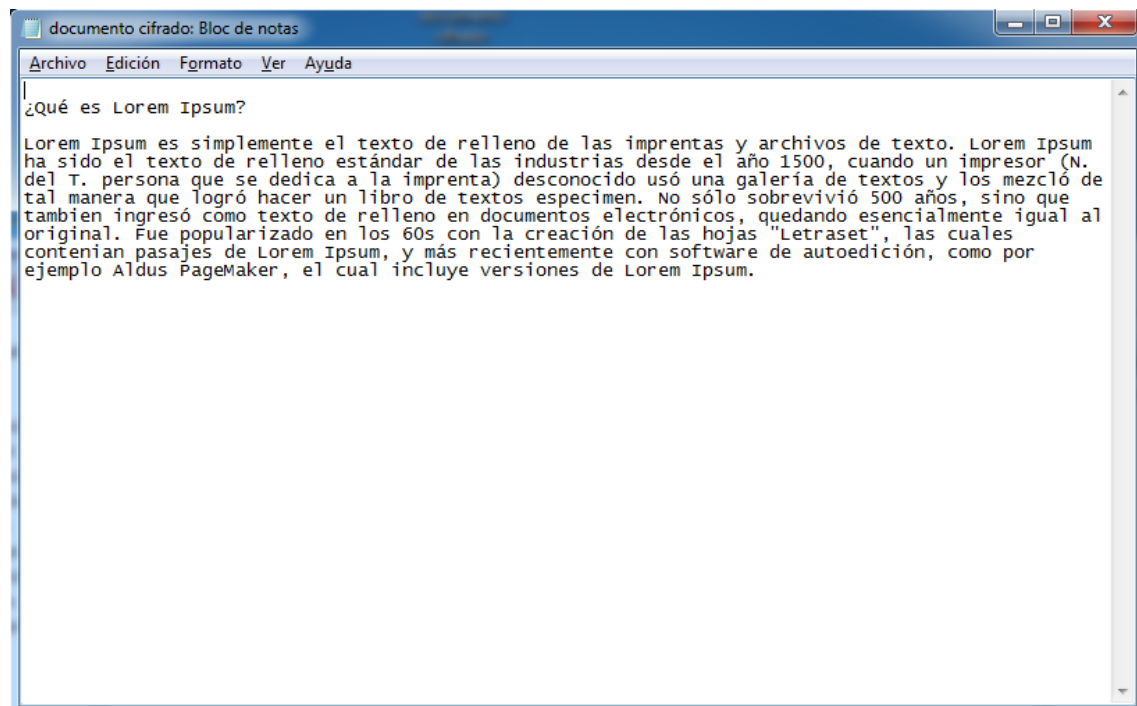 documento cifrado: Bloc de notas
Archivo Edición Formato Ver Ayuda
¿Qué es Lorem Ipsum?
Lorem Ipsum es simplemente el texto de relleno de las imprentas y archivos de texto. Lorem Ipsum
ha sido el texto de relleno estándar de las industrias desde el año 1500, cuando un impresor (N.
del T. persona que se dedica a la imprenta) desconocido usó una galería de textos y los mezcló de
tal manera que logró hacer un libro de textos especimen. No sólo sobrevivió 500 años, sino que
tambien ingresó como texto de relleno en documentos electrónicos, quedando esencialmente igual al
original. Fue popularizado en los 60s con la creación de las hojas "Letraset", las cuales
contenian pasajes de Lorem Ipsum, y más recientemente con software de autoedición, como por
ejemplo Aldus PageMaker, el cual incluye versiones de Lorem Ipsum.